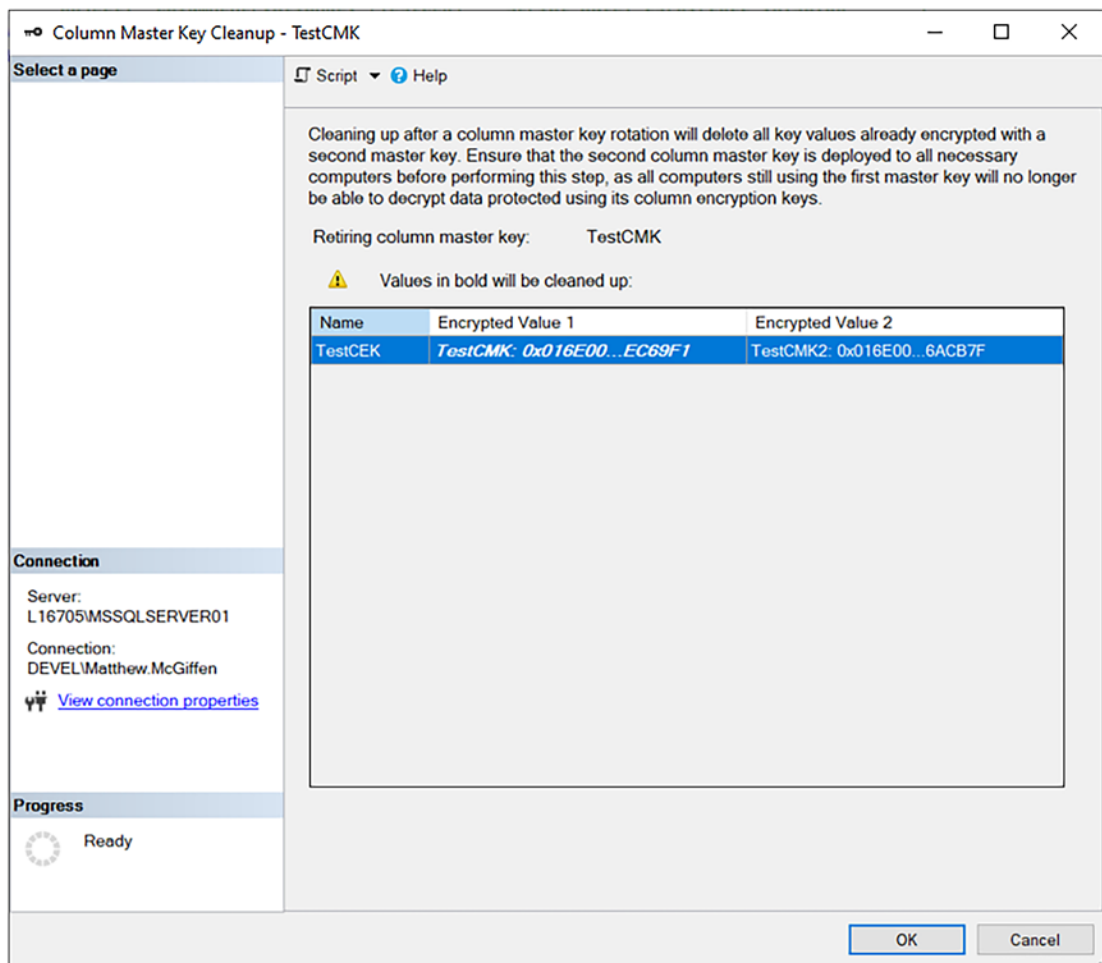 Column Master Key Cleanup - TestCMK
Select a page
Script Help
Cleaning up after a column master key rotation will delete all key values already encrypted with a
second master key. Ensure that the second column master key is deployed to all necessary
computers before performing this step, as all computers still using the first master key will no longer
be able to decrypt data protected using its column encryption keys.
Retiring column master key: TestCMK
Values in bold will be cleaned up:
Name Encrypted Value 1 Encrypted Value 2
TestCEK TestCMK: 0x016E00...EC69F1 TestCMK2: 0x016E00...6ACB7F
Connection
Server:
L16705\MSSQLSERVER01
Connection:
DEVEL\Matthew.McGiffen
View connection properties
Progress
Ready
OK Cancel